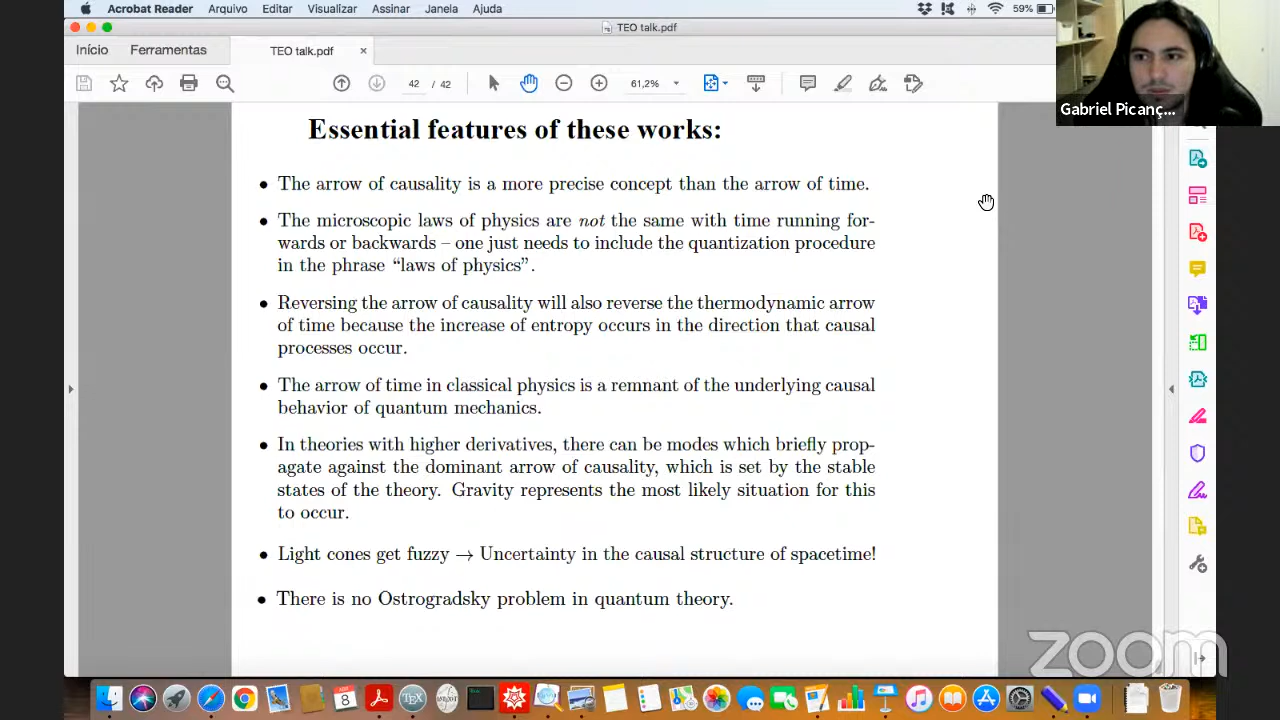 Acrobat Reader Arquivo Editar Visualizar Assinar Janela Ajuda 59%
TEO talk.pdf
Início Ferramentas TEO talk.pdf ×
42 / 42 61,2%
Gabriel Picanç...
Essential features of these works:
• The arrow of causality is a more precise concept than the arrow of time.
• The microscopic laws of physics are not the same with time running for-
wards or backwards – one just needs to include the quantization procedure
in the phrase “laws of physics”.
• Reversing the arrow of causality will also reverse the thermodynamic arrow
of time because the increase of entropy occurs in the direction that causal
processes occur.
• The arrow of time in classical physics is a remnant of the underlying causal
behavior of quantum mechanics.
• In theories with higher derivatives, there can be modes which briefly prop-
agate against the dominant arrow of causality, which is set by the stable
states of the theory. Gravity represents the most likely situation for this
to occur.
• Light cones get fuzzy → Uncertainty in the causal structure of spacetime!
• There is no Ostrogradsky problem in quantum theory.
zoom
8
TEX